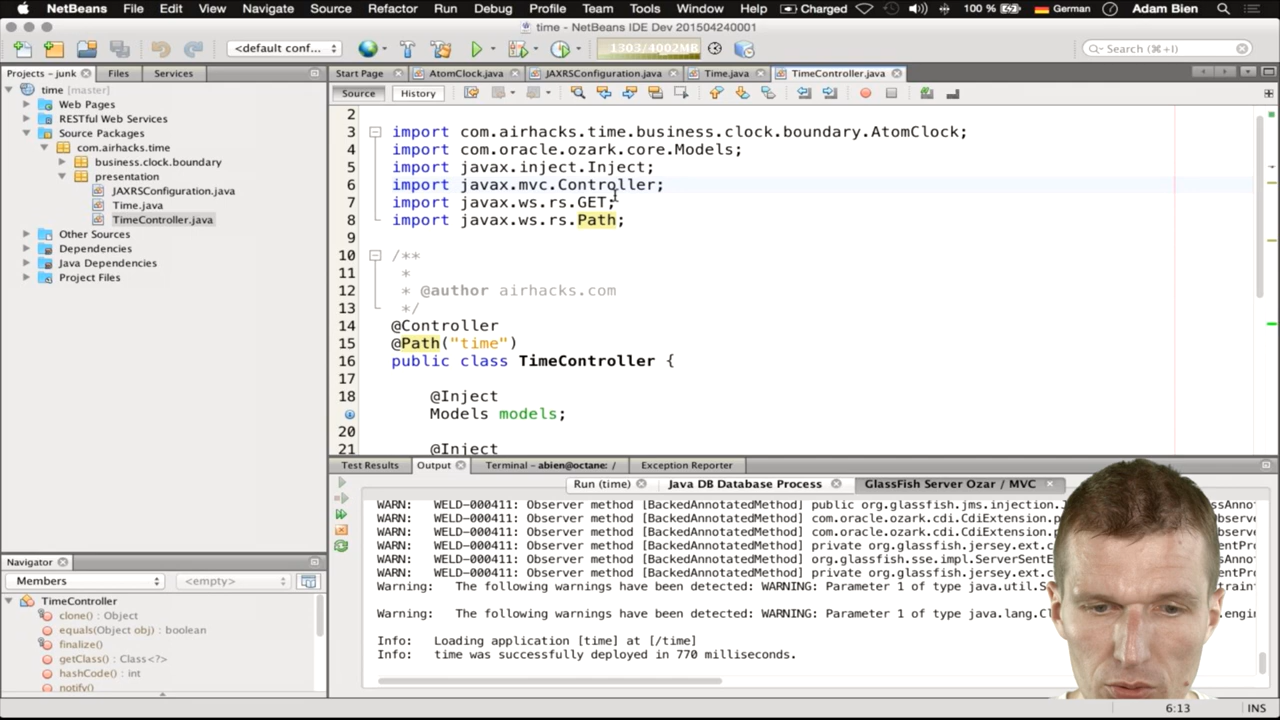 NetBeans File Edit View Navigate Source Refactor Run Debug Profile Team Tools Window Help Charged 100 % German Adam Bien
time - NetBeans IDE Dev 201504240001
<default conf... 1303/4002MB Search (⌘+I)
Projects - junk Files Services Start Page AtomClock.java JAXRSConfiguration.java Time.java TimeController.java
Source History
time [master]
Web Pages
RESTful Web Services
Source Packages
com.airhacks.time
business.clock.boundary
presentation
JAXRSConfiguration.java
Time.java
TimeController.java
Other Sources
Dependencies
Java Dependencies
Project Files
2
3 import com.airhacks.time.business.clock.boundary.AtomClock;
4 import com.oracle.ozark.core.Models;
5 import javax.inject.Inject;
6 import javax.mvc.Controller;
7 import javax.ws.rs.GET;
8 import javax.ws.rs.Path;
9
10 /**
11 *
12 * @author airhacks.com
13 */
14 @Controller
15 @Path("time")
16 public class TimeController {
17
18 @Inject
Models models;
20
21 @Inject
Test Results Output Terminal - abien@octane: / Exception Reporter
Run (time) Java DB Database Process GlassFish Server Ozar / MVC
WARN: WELD-000411: Observer method [BackedAnnotatedMethod] public org.glassfish.jms.injection.
WARN: WELD-000411: Observer method [BackedAnnotatedMethod] com.oracle.ozark.cdi.CdiExtension.p
WARN: WELD-000411: Observer method [BackedAnnotatedMethod] com.oracle.ozark.cdi.CdiExtension.
WARN: WELD-000411: Observer method [BackedAnnotatedMethod] private org.glassfish.jersey.ext.c
WARN: WELD-000411: Observer method [BackedAnnotatedMethod] org.glassfish.sse.impl.ServerSentE
WARN: WELD-000411: Observer method [BackedAnnotatedMethod] private org.glassfish.jersey.ext.c
Warning: The following warnings have been detected: WARNING: Parameter 1 of type java.util.S
Warning: The following warnings have been detected: WARNING: Parameter 1 of type java.lang.Cl
Info: Loading application [time] at [/time]
Info: time was successfully deployed in 770 milliseconds.
Navigator
Members <empty>
TimeController
clone() : Object
equals(Object obj) : boolean
finalize()
getClass() : Class<?>
hashCode() : int
notify()
6:13 INS